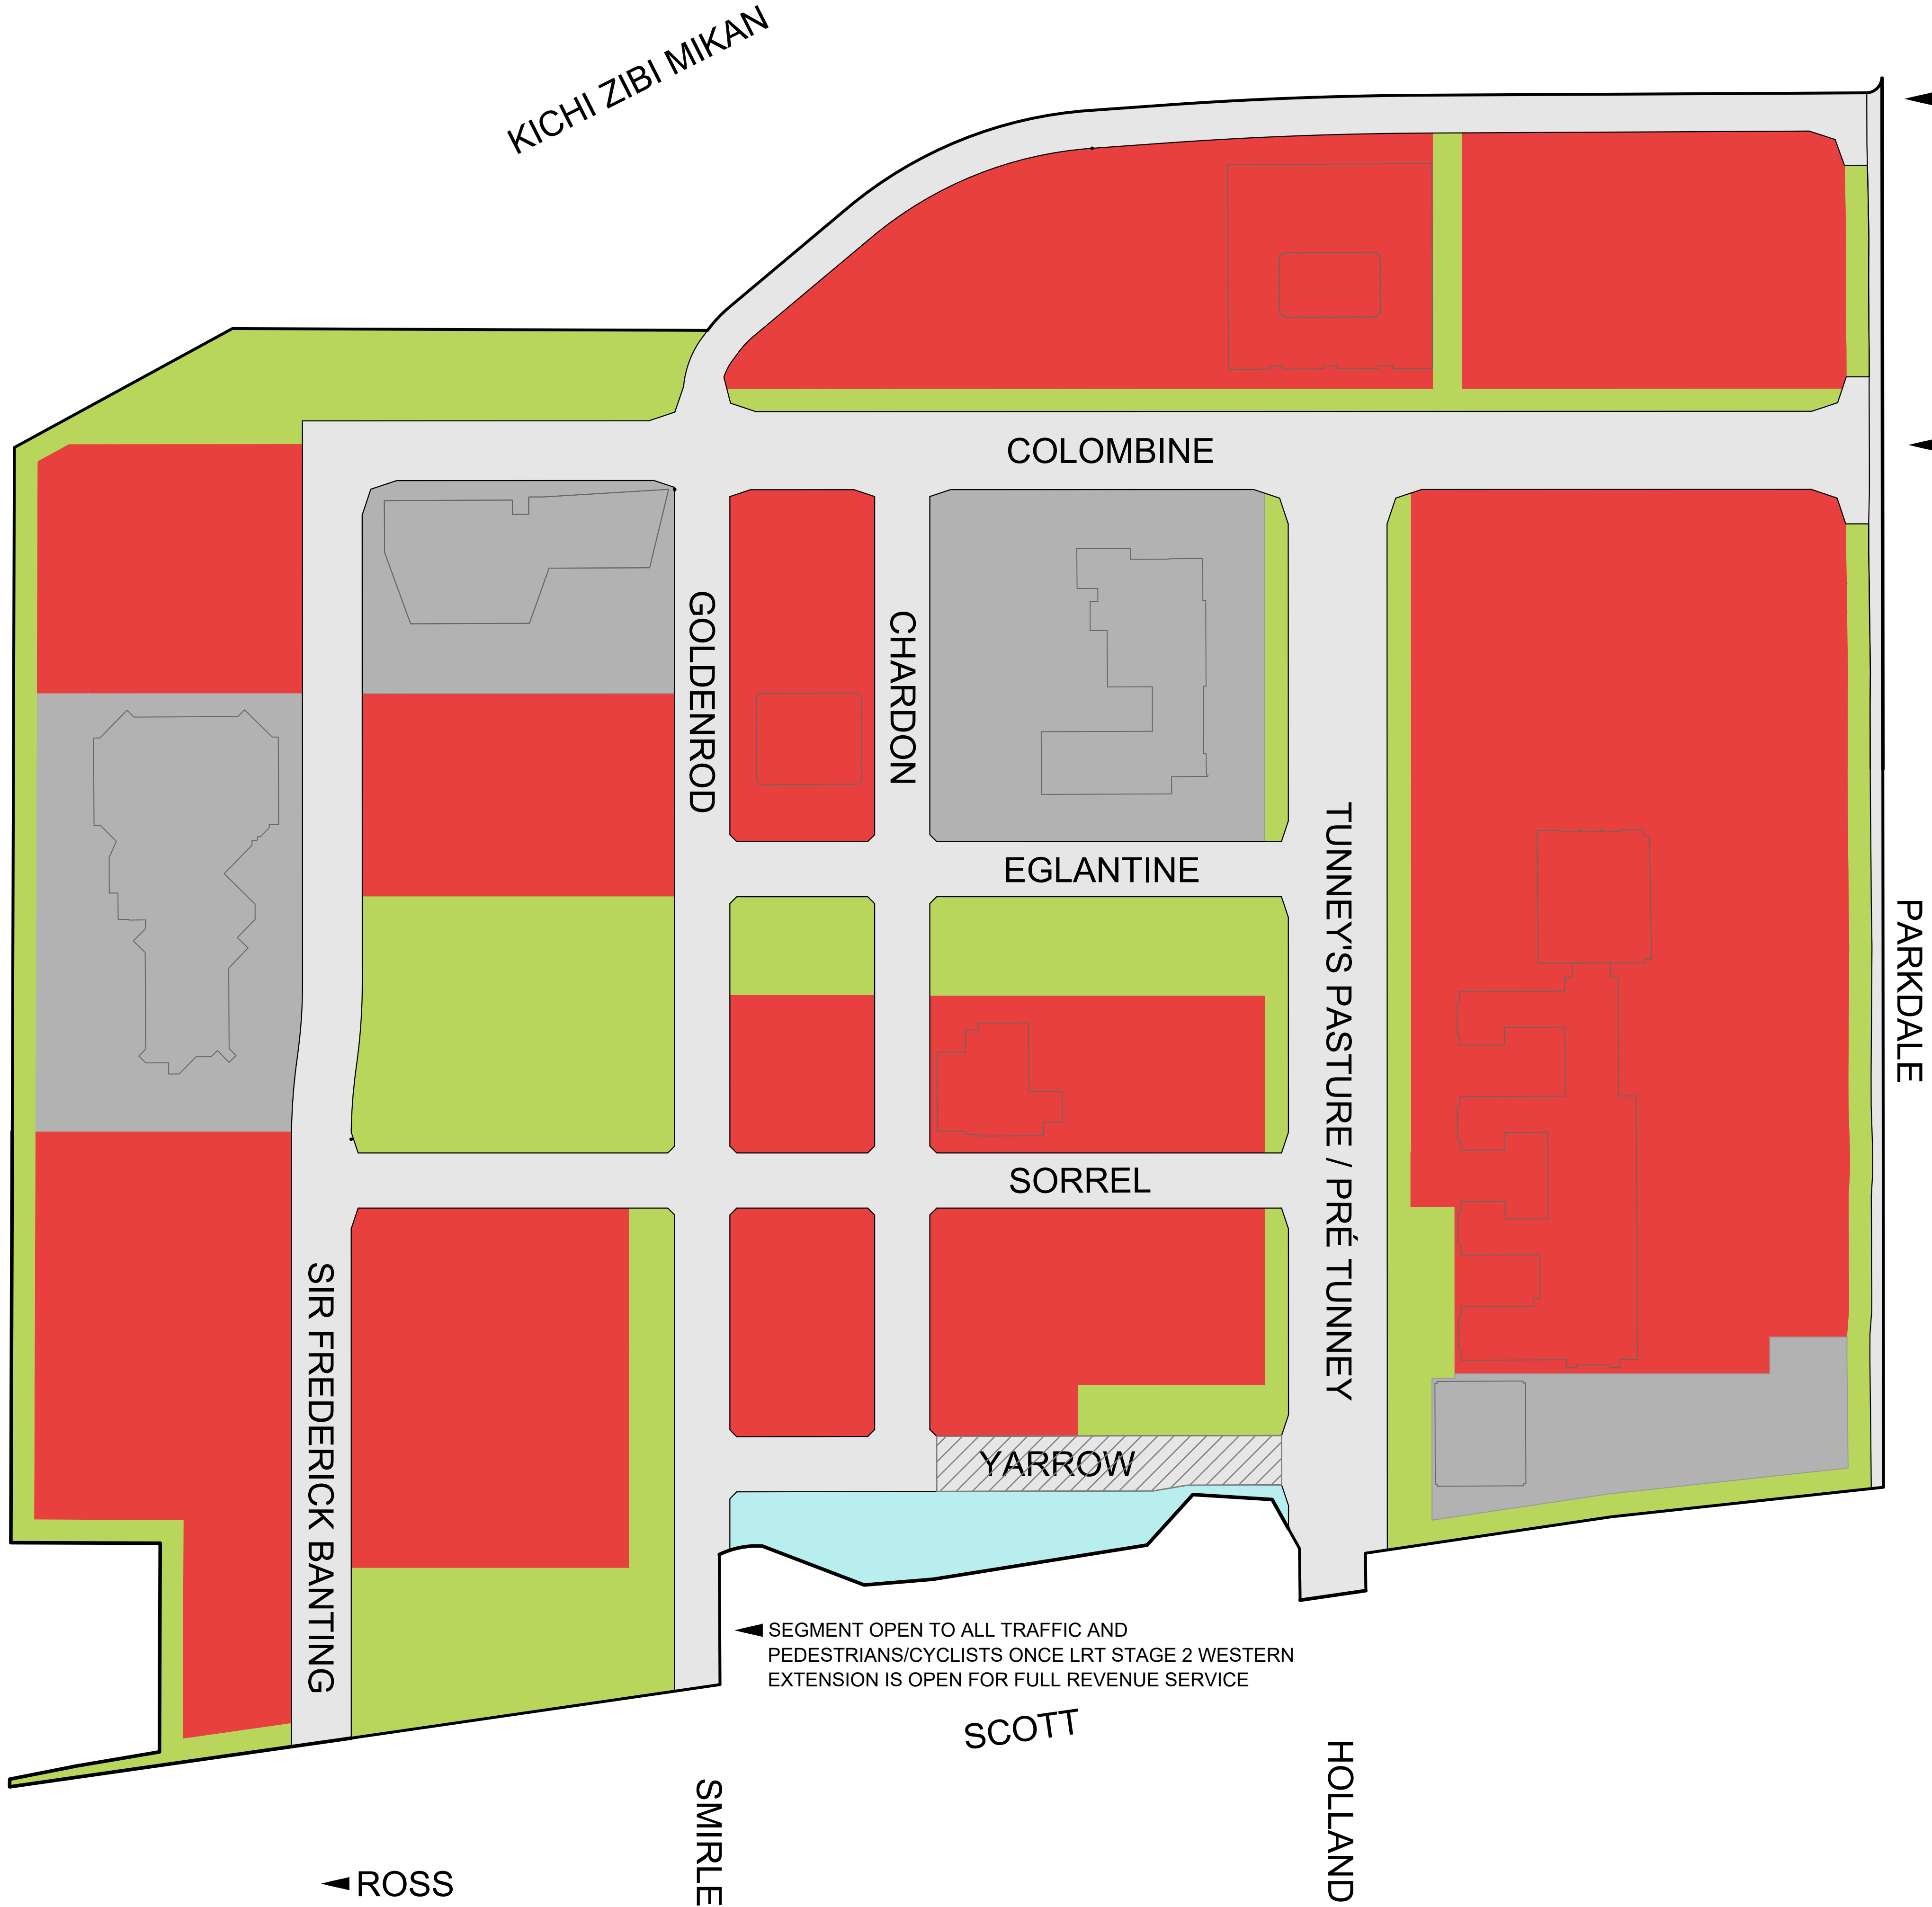 KICHI ZIBI MIKAN
COLOMBINE
GOLDENROD
CHARDON
EGLANTINE
TUNNEY'S PASTURE / PRÉ TUNNEY
PARKDALE
SORREL
SIR FREDERICK BANTING
YARROW
SEGMENT OPEN TO ALL TRAFFIC AND
PEDESTRIANS/CYCLISTS ONCE LRT STAGE 2 WESTERN
EXTENSION IS OPEN FOR FULL REVENUE SERVICE
SCOTT
HOLLAND
SMIRLE
ROSS